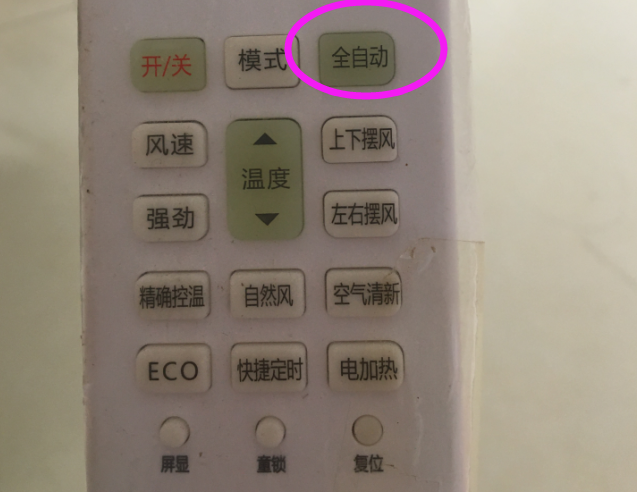 开/关
模式
全自动
风速
温度
上下摆风
强劲
左右摆风
精确控温
自然风
空气清新
ECO
快捷定时
电加热
屏显
童锁
复位